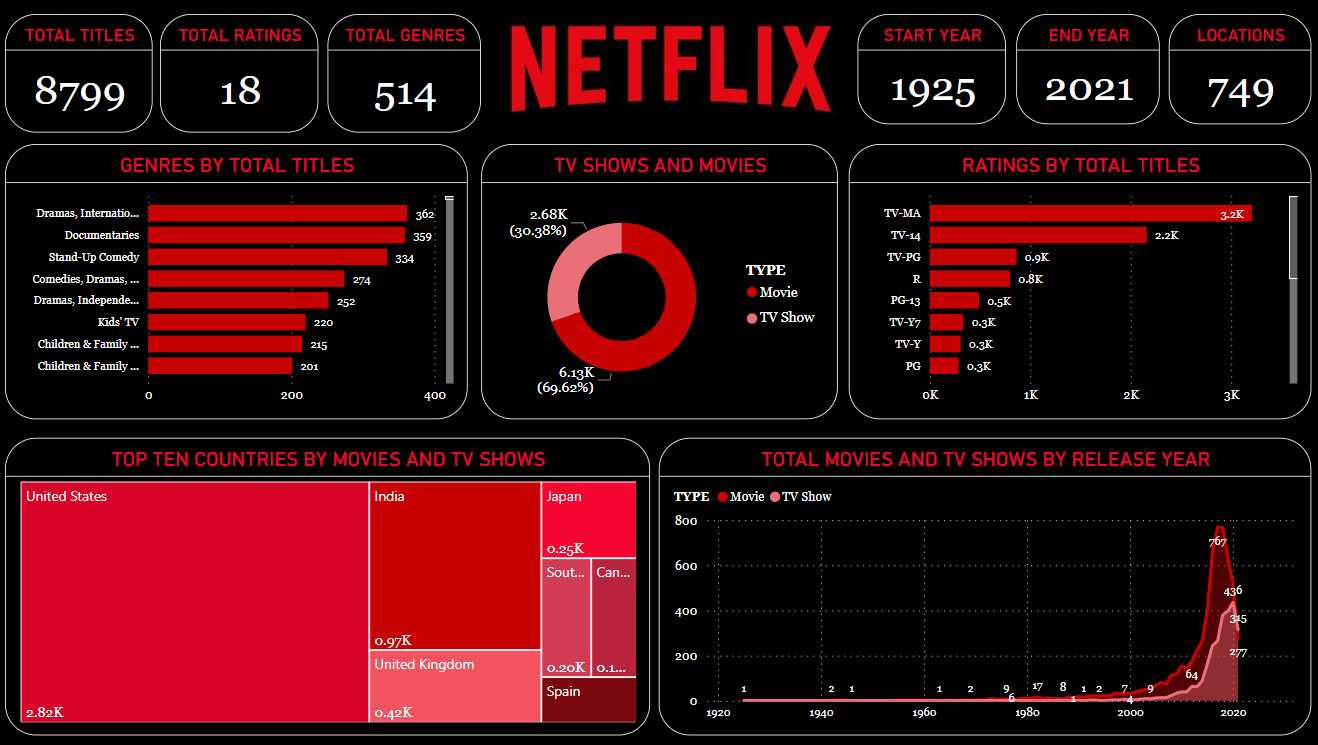 TOTAL TITLES
8799
TOTAL RATINGS
18
TOTAL GENRES
514
NETFLIX
START YEAR
1925
END YEAR
2021
LOCATIONS
749
GENRES BY TOTAL TITLES
Dramas, Internatio... 362
Documentaries 359
Stand-Up Comedy 334
Comedies, Dramas, ... 274
Dramas, Independe... 252
Kids' TV 220
Children & Family ... 215
Children & Family ... 201
0 200 400
TV SHOWS AND MOVIES
2.68K
(30.38%)
6.13K
(69.62%)
TYPE
Movie
TV Show
RATINGS BY TOTAL TITLES
TV-MA 3.2K
TV-14 2.2K
TV-PG 0.9K
R 0.8K
PG-13 0.5K
TV-Y7 0.3K
TV-Y 0.3K
PG 0.3K
0K 1K 2K 3K
TOP TEN COUNTRIES BY MOVIES AND TV SHOWS
United States
2.82K
India
0.97K
United Kingdom
0.42K
Japan
0.25K
Sout...
0.20K
Can...
0.1...
Spain
TOTAL MOVIES AND TV SHOWS BY RELEASE YEAR
TYPE Movie TV Show
800
600
400
200
0
767
436
345
277
64
1 2 1 1 2 9 6 17 8 1 1 2 7 4 9
1920 1940 1960 1980 2000 2020